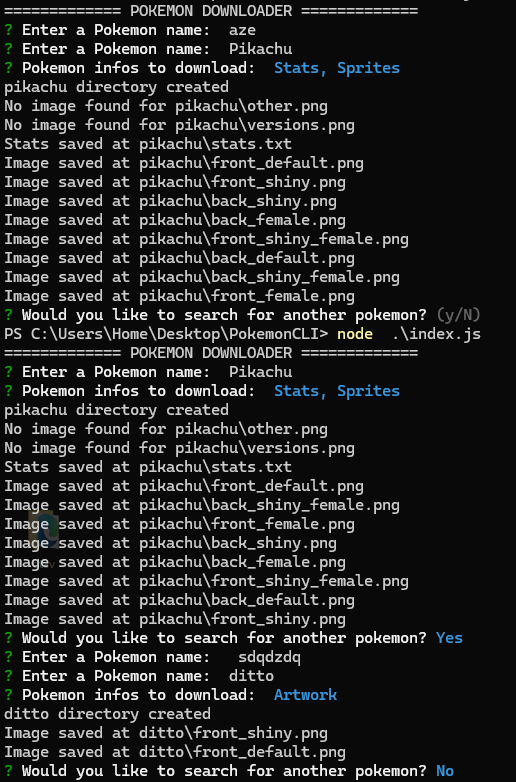 ============= POKEMON DOWNLOADER =============
? Enter a Pokemon name:  aze
? Enter a Pokemon name:  Pikachu
? Pokemon infos to download:  Stats, Sprites
pikachu directory created
No image found for pikachu\other.png
No image found for pikachu\versions.png
Stats saved at pikachu\stats.txt
Image saved at pikachu\front_default.png
Image saved at pikachu\front_shiny.png
Image saved at pikachu\back_shiny.png
Image saved at pikachu\back_female.png
Image saved at pikachu\front_shiny_female.png
Image saved at pikachu\back_default.png
Image saved at pikachu\back_shiny_female.png
Image saved at pikachu\front_female.png
? Would you like to search for another pokemon? (y/N)
PS C:\Users\Home\Desktop\PokemonCLI> node  .\index.js
============= POKEMON DOWNLOADER =============
? Enter a Pokemon name:  Pikachu
? Pokemon infos to download:  Stats, Sprites
pikachu directory created
No image found for pikachu\other.png
No image found for pikachu\versions.png
Stats saved at pikachu\stats.txt
Image saved at pikachu\front_default.png
Image saved at pikachu\back_shiny_female.png
Image saved at pikachu\front_female.png
Image saved at pikachu\back_shiny.png
Image saved at pikachu\back_female.png
Image saved at pikachu\front_shiny_female.png
Image saved at pikachu\back_default.png
Image saved at pikachu\front_shiny.png
? Would you like to search for another pokemon? Yes
? Enter a Pokemon name:   sdqdzdq
? Enter a Pokemon name:  ditto
? Pokemon infos to download:  Artwork
ditto directory created
Image saved at ditto\front_shiny.png
Image saved at ditto\front_default.png
? Would you like to search for another pokemon? No